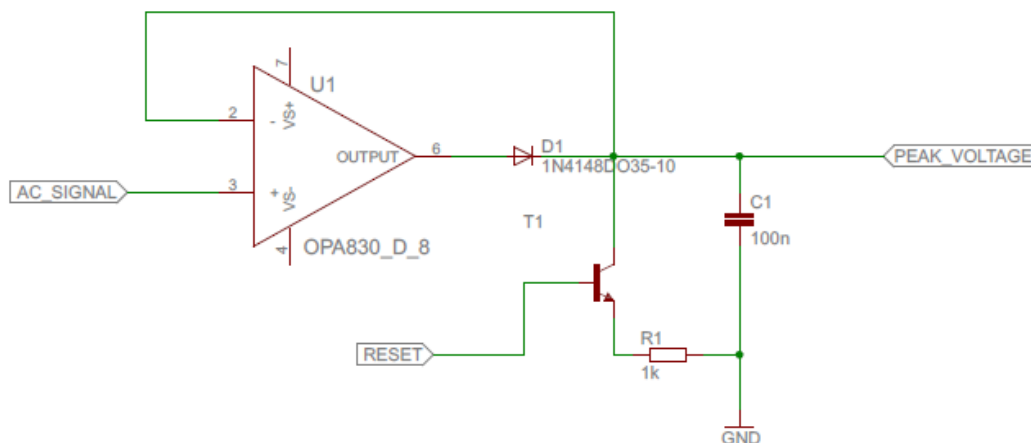 7
U1
2
-
VS+
OUTPUT
6
D1
1N4148DO35-10
PEAK_VOLTAGE
AC_SIGNAL
3
+
VS-
4
OPA830_D_8
T1
C1
100n
RESET
R1
1k
GND